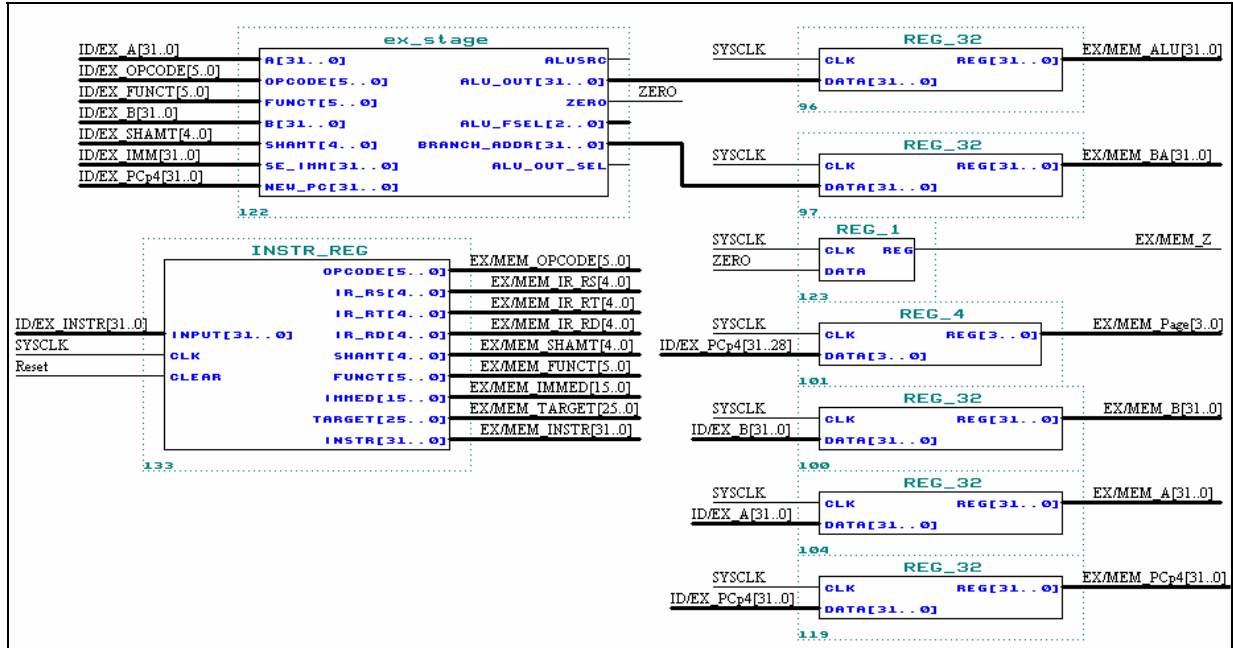 ex_stage
ID/EX_A[31..0]
ID/EX_OPCODE[5..0]
ID/EX_FUNCT[5..0]
ID/EX_B[31..0]
ID/EX_SHAMT[4..0]
ID/EX_IMM[31..0]
ID/EX_PCp4[31..0]
A[31..0]
OPCODE[5..0]
FUNCT[5..0]
B[31..0]
SHAMT[4..0]
SE_IMM[31..0]
NEW_PC[31..0]
ALUSRC
ALU_OUT[31..0]
ZERO
ALU_FSEL[2..0]
BRANCH_ADDR[31..0]
ALU_OUT_SEL
ZERO
122
INSTR_REG
ID/EX_INSTR[31..0]
SYSCLK
Reset
INPUT[31..0]
CLK
CLEAR
OPCODE[5..0]
IR_RS[4..0]
IR_RT[4..0]
IR_RD[4..0]
SHAMT[4..0]
FUNCT[5..0]
IMMED[15..0]
TARGET[25..0]
INSTR[31..0]
EX/MEM_OPCODE[5..0]
EX/MEM_IR_RS[4..0]
EX/MEM_IR_RT[4..0]
EX/MEM_IR_RD[4..0]
EX/MEM_SHAMT[4..0]
EX/MEM_FUNCT[5..0]
EX/MEM_IMMED[15..0]
EX/MEM_TARGET[25..0]
EX/MEM_INSTR[31..0]
133
REG_32
SYSCLK
CLK
REG[31..0]
DATA[31..0]
EX/MEM_ALU[31..0]
96
REG_32
SYSCLK
CLK
REG[31..0]
DATA[31..0]
EX/MEM_BA[31..0]
97
REG_1
SYSCLK
ZERO
CLK
REG
DATA
EX/MEM_Z
123
REG_4
SYSCLK
ID/EX_PCp4[31..28]
CLK
REG[3..0]
DATA[3..0]
EX/MEM_Page[3..0]
101
REG_32
SYSCLK
ID/EX_B[31..0]
CLK
REG[31..0]
DATA[31..0]
EX/MEM_B[31..0]
100
REG_32
SYSCLK
ID/EX_A[31..0]
CLK
REG[31..0]
DATA[31..0]
EX/MEM_A[31..0]
104
REG_32
SYSCLK
ID/EX_PCp4[31..0]
CLK
REG[31..0]
DATA[31..0]
EX/MEM_PCp4[31..0]
119